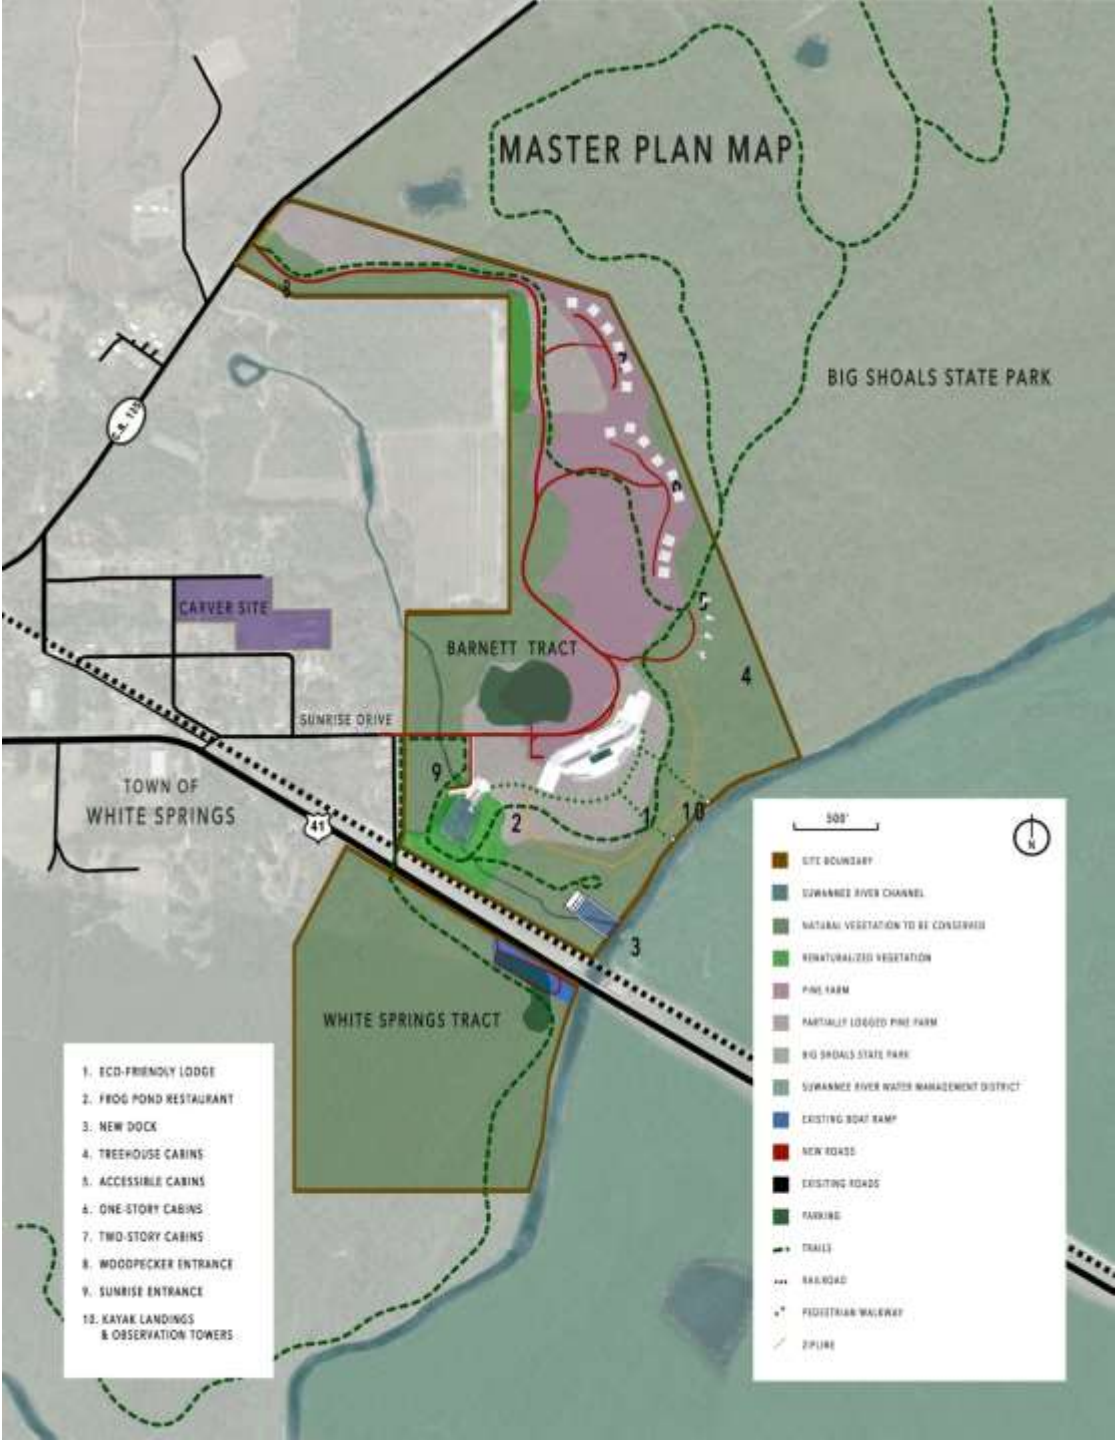 MASTER PLAN MAP
8
BIG SHOALS STATE PARK
C.R. 135
CARVER SITE
5
BARNETT TRACT
4
SUNRISE DRIVE
9
TOWN OF
WHITE SPRINGS
41
2
1
10
3
WHITE SPRINGS TRACT
1. ECO-FRIENDLY LODGE
2. FROG POND RESTAURANT
3. NEW DOCK
4. TREEHOUSE CABINS
5. ACCESSIBLE CABINS
6. ONE-STORY CABINS
7. TWO-STORY CABINS
8. WOODPECKER ENTRANCE
9. SUNRISE ENTRANCE
10. KAYAK LANDINGS
& OBSERVATION TOWERS
500'
N
SITE BOUNDARY
SUWANNEE RIVER CHANNEL
NATURAL VEGETATION TO BE CONSERVED
RENATURALIZED VEGETATION
PINE FARM
PARTIALLY LOGGED PINE FARM
BIG SHOALS STATE PARK
SUWANNEE RIVER WATER MANAGEMENT DISTRICT
EXISTING BOAT RAMP
NEW ROADS
EXISITING ROADS
PARKING
TRAILS
RAILROAD
PEDESTRIAN WALKWAY
ZIPLINE